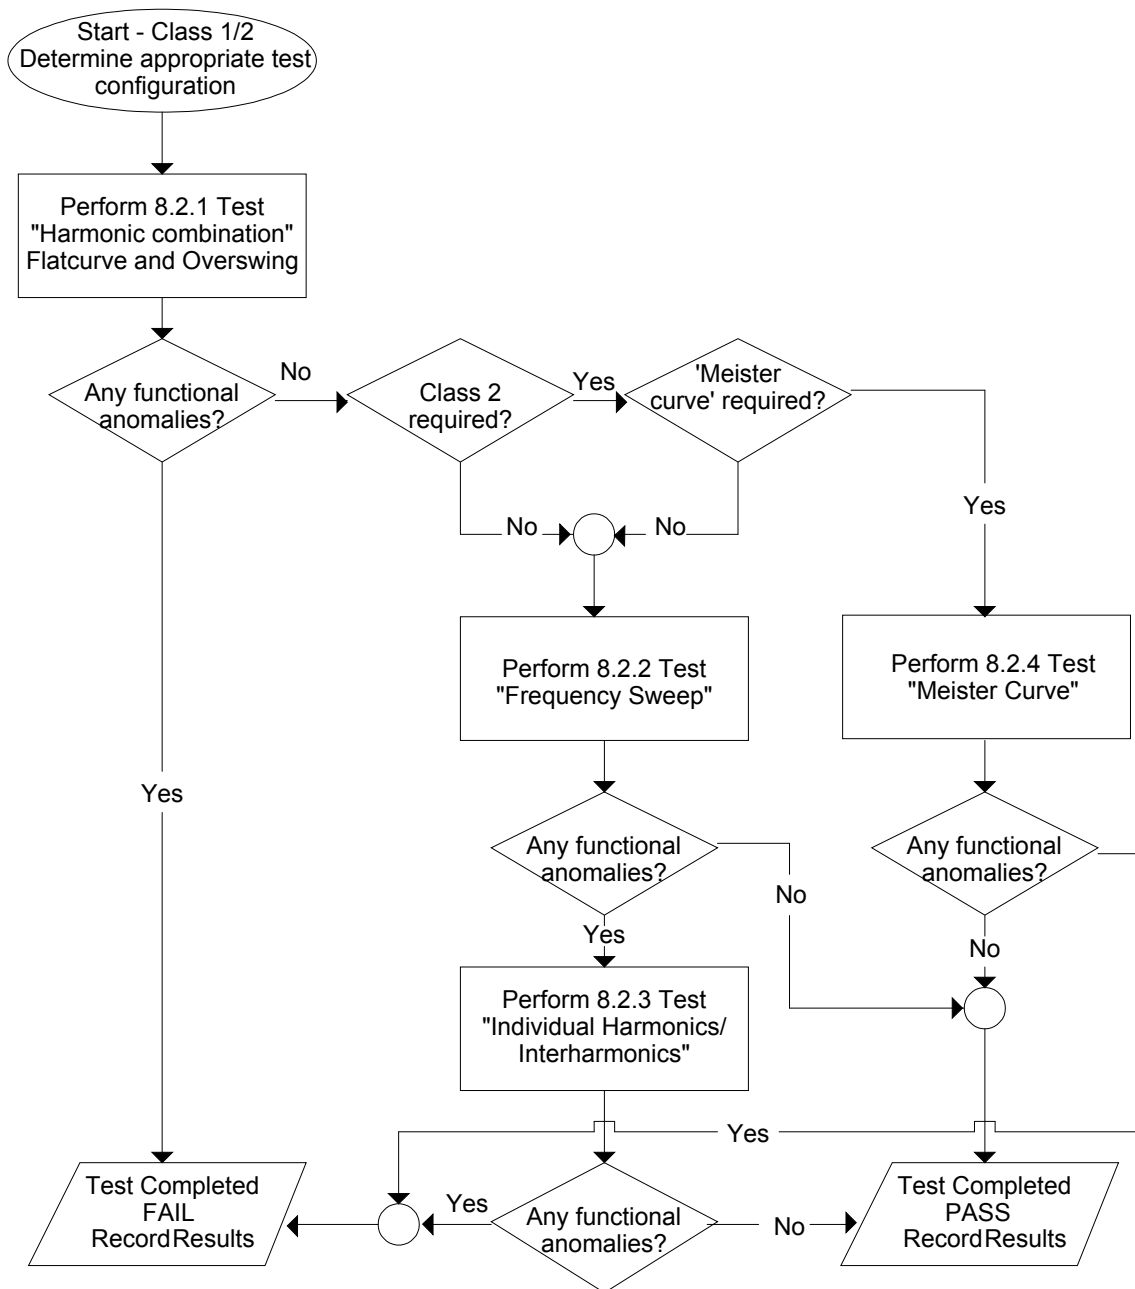 Start - Class 1/2
Determine appropriate test
configuration
Perform 8.2.1 Test
"Harmonic combination"
Flatcurve and Overswing
Any functional
anomalies?
No
Class 2
required?
Yes
'Meister
curve' required?
Yes
No
No
Perform 8.2.2 Test
"Frequency Sweep"
Perform 8.2.4 Test
"Meister Curve"
Yes
Any functional
anomalies?
No
Any functional
anomalies?
Yes
No
Perform 8.2.3 Test
"Individual Harmonics/
Interharmonics"
Yes
Test Completed
FAIL
RecordResults
Yes
Any functional
anomalies?
No
Test Completed
PASS
RecordResults